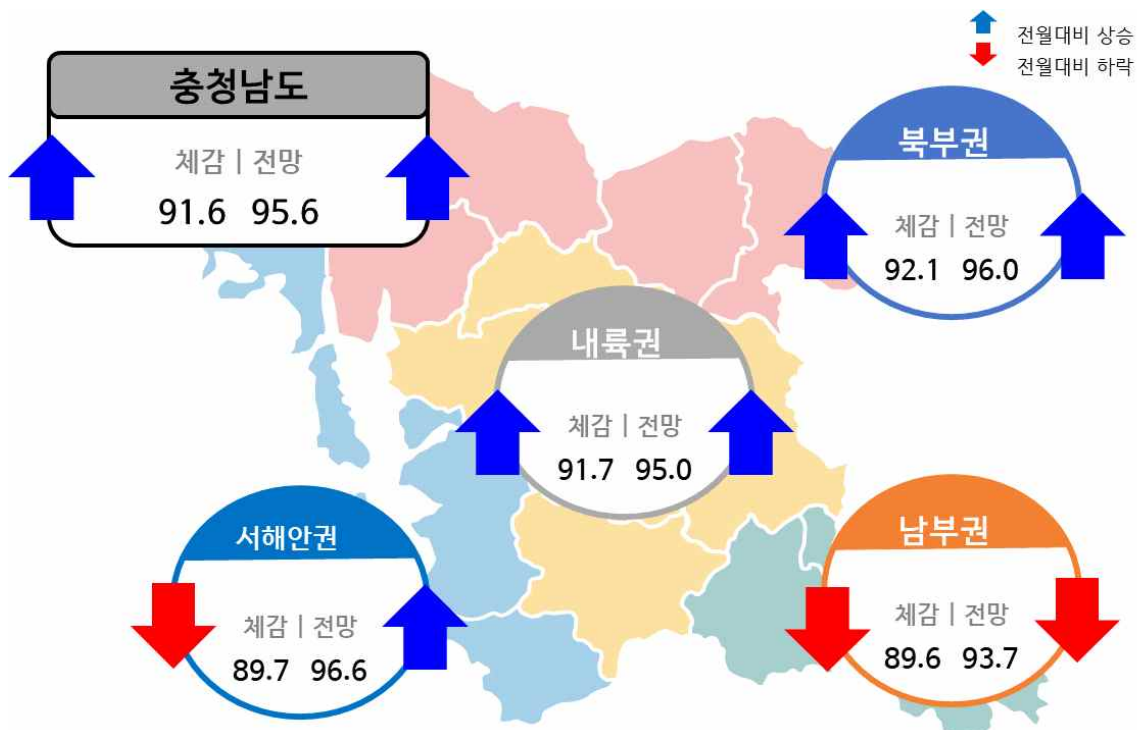 전월대비 상승
전월대비 하락
충청남도
체감 | 전망
91.6 95.6
북부권
체감 | 전망
92.1 96.0
내륙권
체감 | 전망
91.7 95.0
서해안권
체감 | 전망
89.7 96.6
남부권
체감 | 전망
89.6 93.7